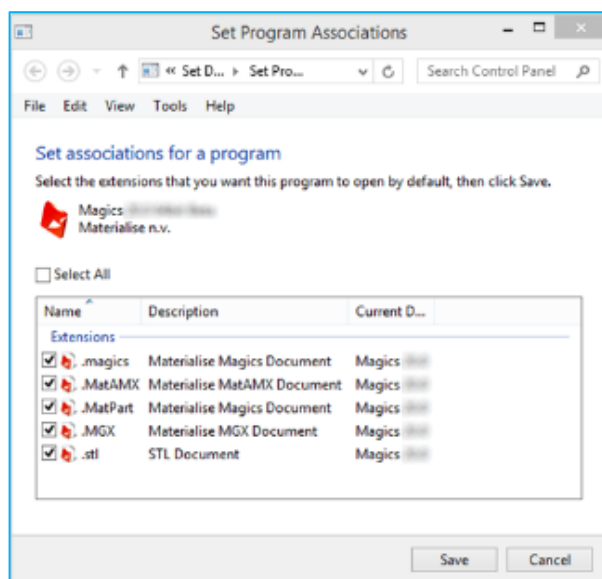 Set Program Associations
« Set D... ▸ Set Pro...
Search Control Panel
File Edit View Tools Help
Set associations for a program
Select the extensions that you want this program to open by default, then click Save.
Magics
Materialise n.v.
Select All
Name Description Current D...
Extensions
.magics Materialise Magics Document Magics
.MatAMX Materialise MatAMX Document Magics
.MatPart Materialise Magics Document Magics
.MGX Materialise MGX Document Magics
.stl STL Document Magics
Save Cancel